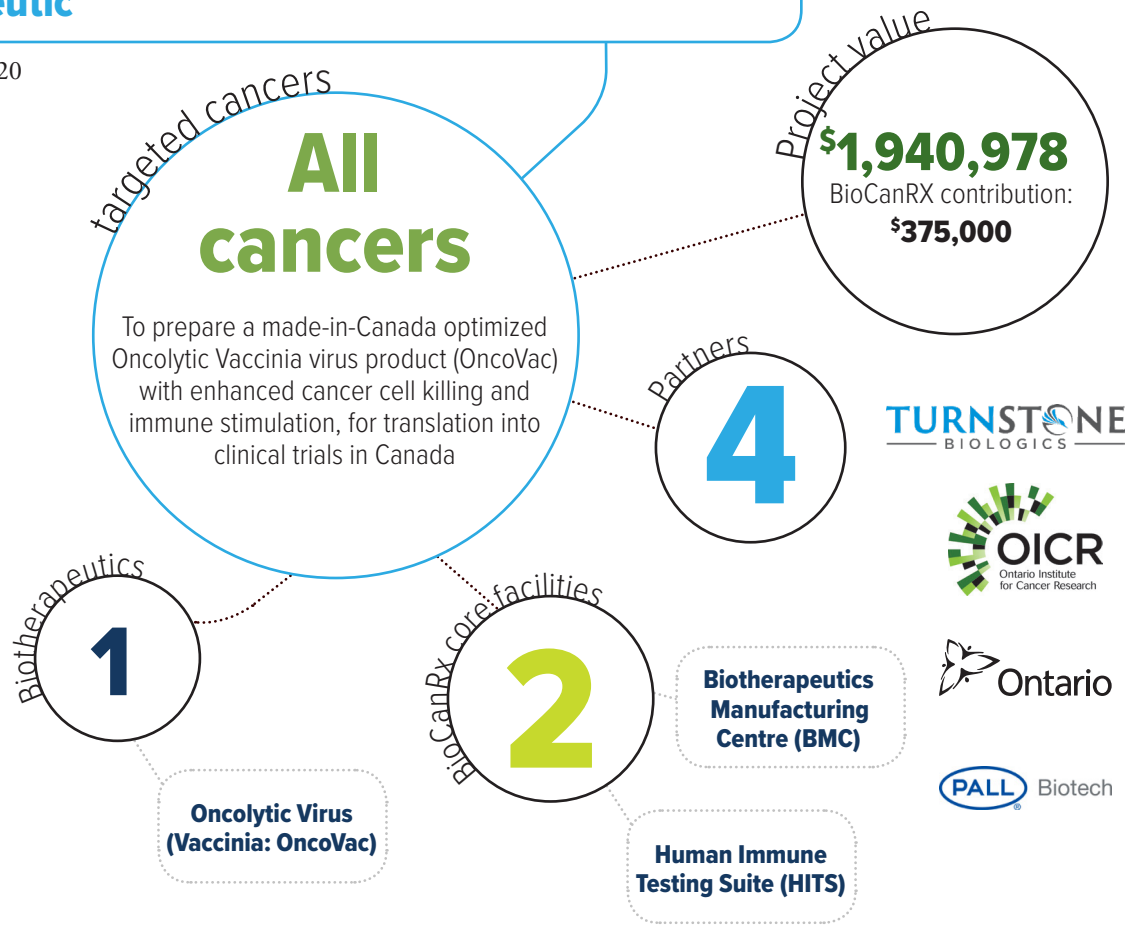 20
targeted cancers
All
cancers
To prepare a made-in-Canada optimized
Oncolytic Vaccinia virus product (OncoVac)
with enhanced cancer cell killing and
immune stimulation, for translation into
clinical trials in Canada
Project value
$1,940,978
BioCanRX contribution:
$375,000
Partners
4
TURNSTONE
BIOLOGICS
OICR
Ontario Institute
for Cancer Research
Ontario
PALL Biotech
®
Biotherapeutics
1
Oncolytic Virus
(Vaccinia: OncoVac)
BioCanRx core facilities
2
Biotherapeutics
Manufacturing
Centre (BMC)
Human Immune
Testing Suite (HITS)